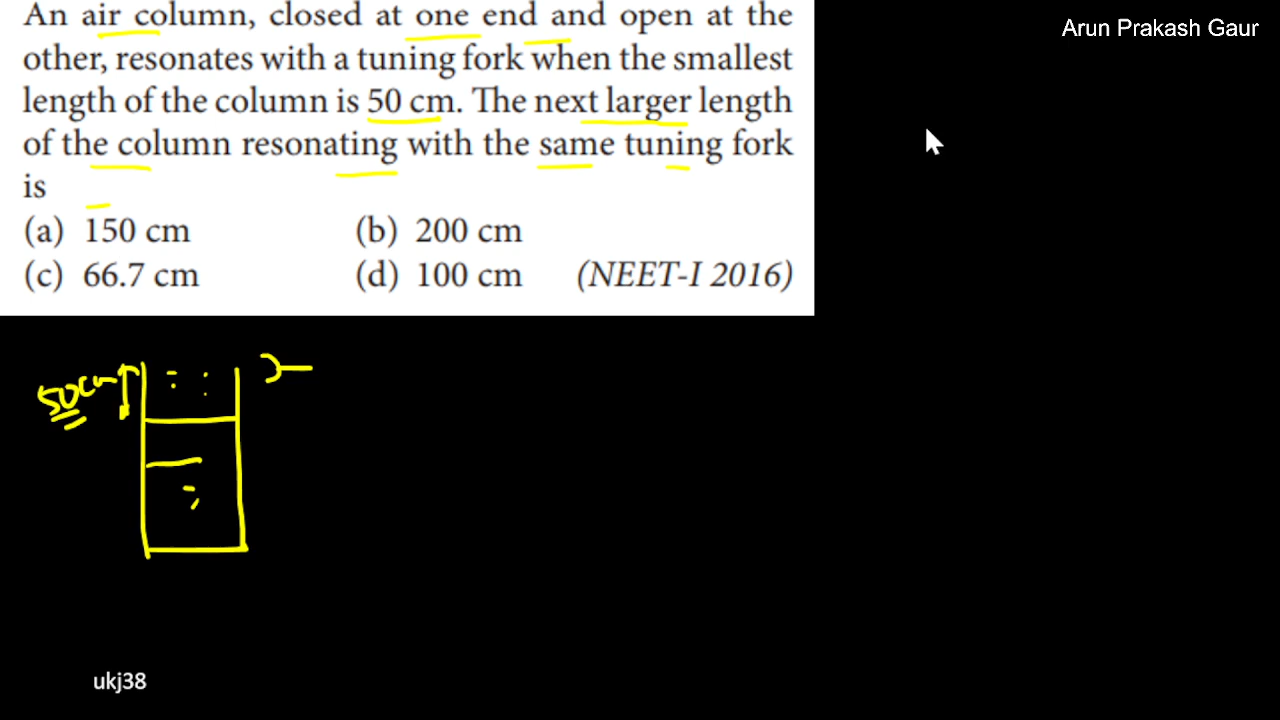 An air column, closed at one end and open at the
other, resonates with a tuning fork when the smallest
length of the column is 50 cm. The next larger length
of the column resonating with the same tuning fork
is
(a) 150 cm (b) 200 cm
(c) 66.7 cm (d) 100 cm (NEET-I 2016)
Arun Prakash Gaur
50cm
ukj38